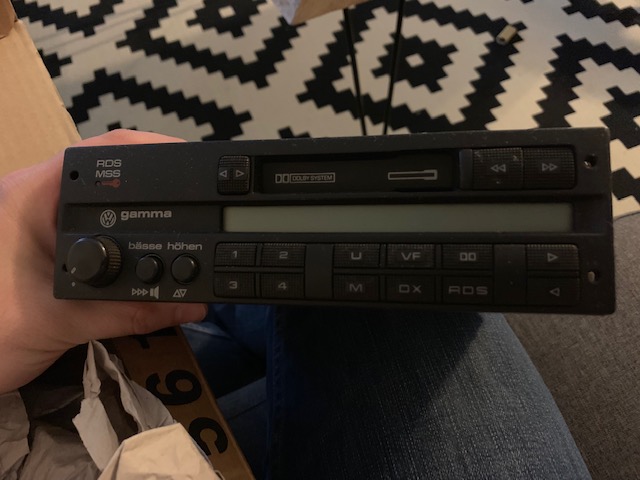 RDS
MSS
DOLBY SYSTEM
gamma
bässe höhen
1 2 U VF
3 4 M DX RDS